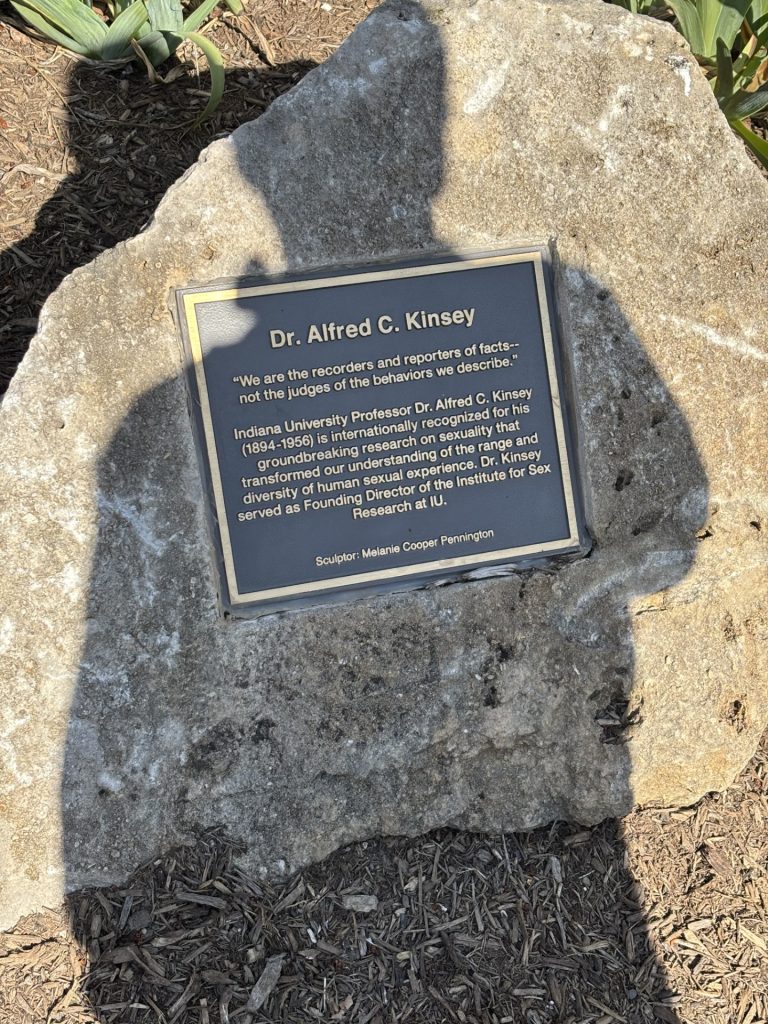 Dr. Alfred C. Kinsey
“We are the recorders and reporters of facts--
not the judges of the behaviors we describe.”
Indiana University Professor Dr. Alfred C. Kinsey
(1894-1956) is internationally recognized for his
groundbreaking research on sexuality that
transformed our understanding of the range and
diversity of human sexual experience. Dr. Kinsey
served as Founding Director of the Institute for Sex
Research at IU.
Sculptor: Melanie Cooper Pennington